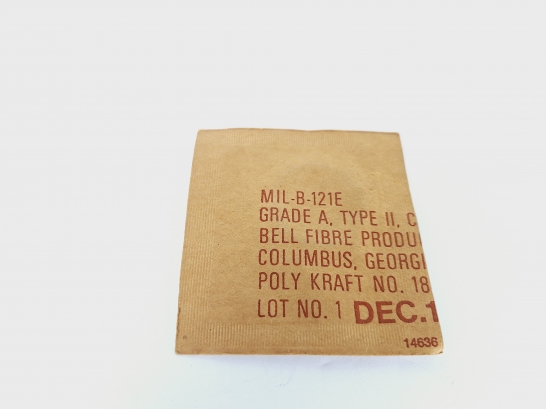 MIL-B-121E
GRADE A, TYPE II, C
BELL FIBRE PRODU
COLUMBUS, GEORGI
POLY KRAFT NO. 18
LOT NO. 1 DEC.1
14636